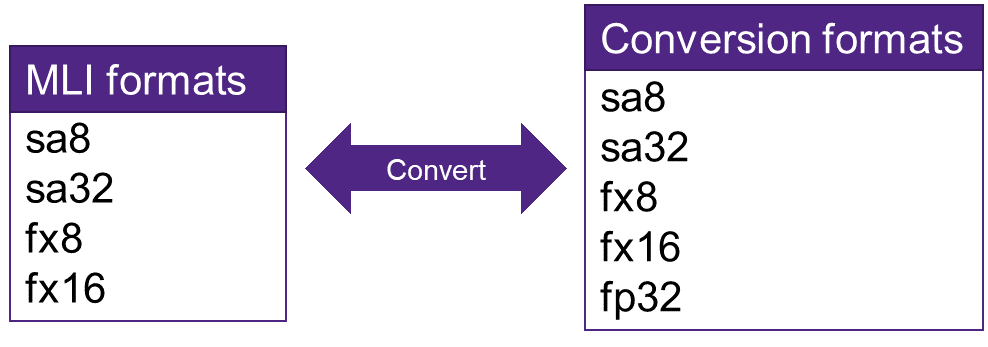 MLI formats
sa8
sa32
fx8
fx16
Convert
Conversion formats
sa8
sa32
fx8
fx16
fp32